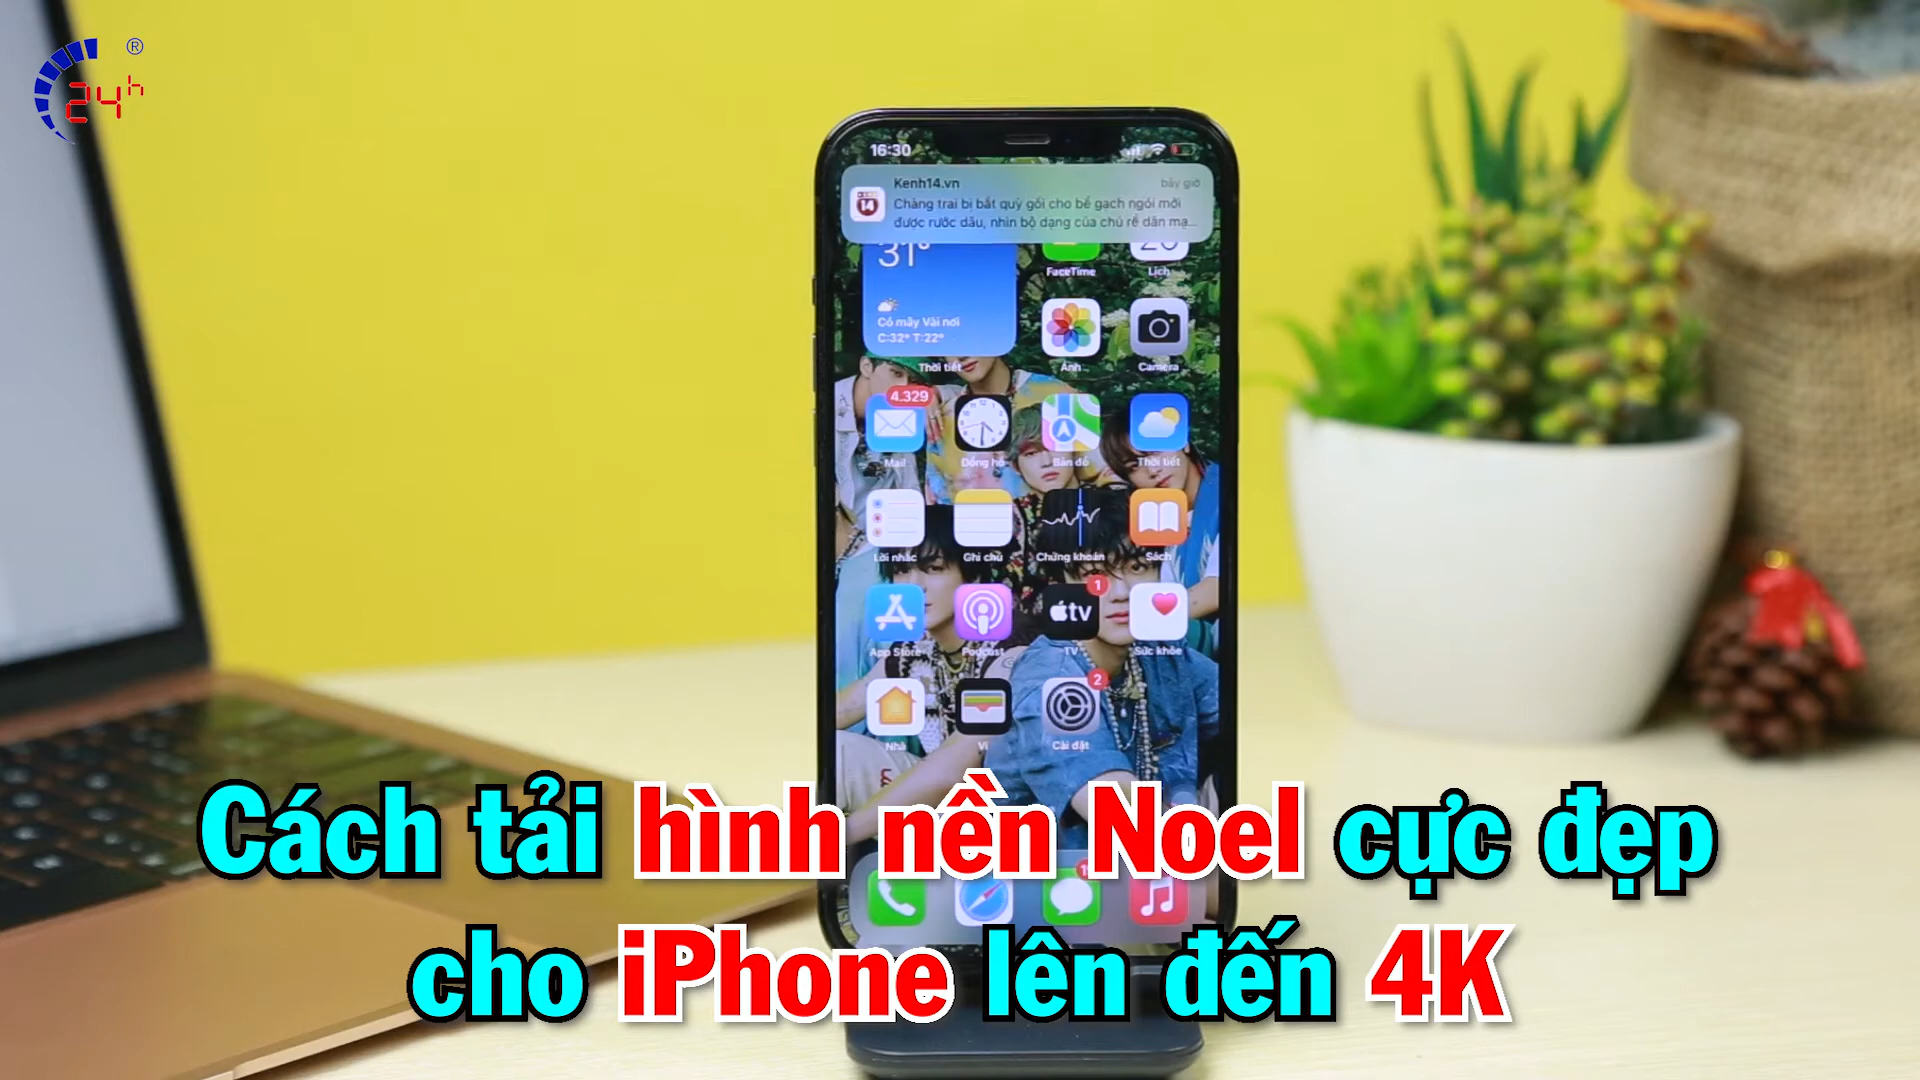 24h ®
16:30
Kenh14.vn bây giờ
14
Chàng trai bị bắt quỳ gối cho bê gạch ngói mới
được rước dâu, nhìn bộ dạng của chú rể dân mạ...
31°
FaceTime Lịch
Có mây Vài nơi
C:32° T:22°
Thời tiết Ảnh Camera
4.329
Mail Đồng hồ Bản đồ Thời tiết
Lời nhắc Ghi chú Chứng khoán Sách
1
tv
App Store Podcast TV Sức khỏe
2
Nhà Ví Cài đặt
Cách tải hình nền Noel cực đẹp
cho iPhone lên đến 4K